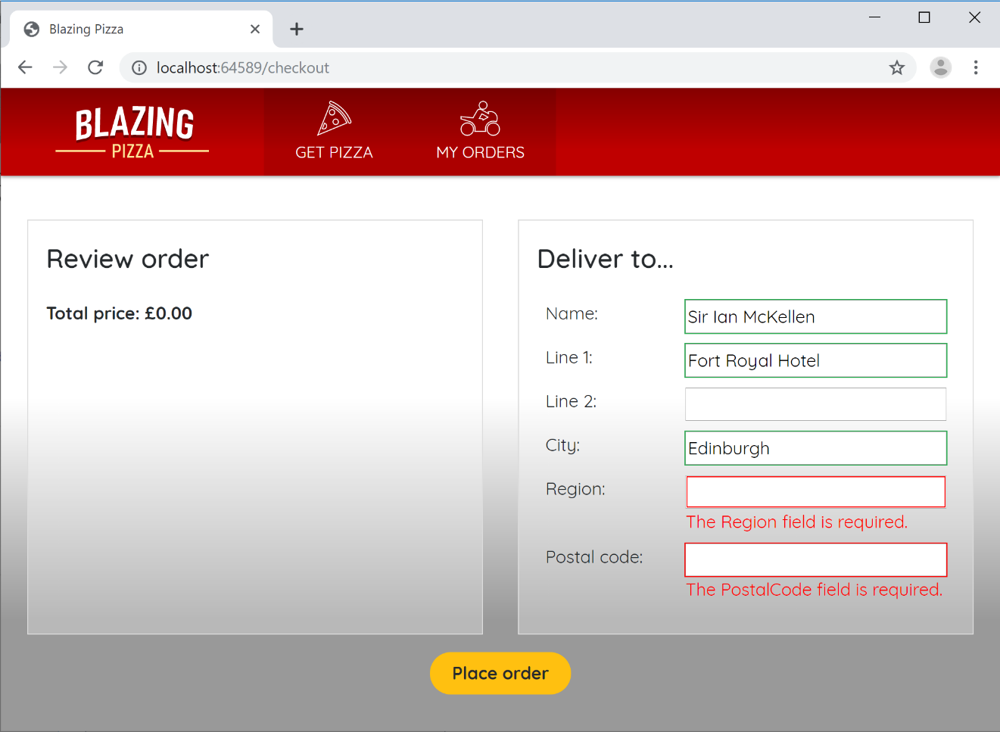 Blazing Pizza
localhost:64589/checkout
BLAZING
PIZZA
GET PIZZA
MY ORDERS
Review order
Total price: £0.00
Deliver to...
Name: Sir Ian McKellen
Line 1: Fort Royal Hotel
Line 2:
City: Edinburgh
Region:
The Region field is required.
Postal code:
The PostalCode field is required.
Place order